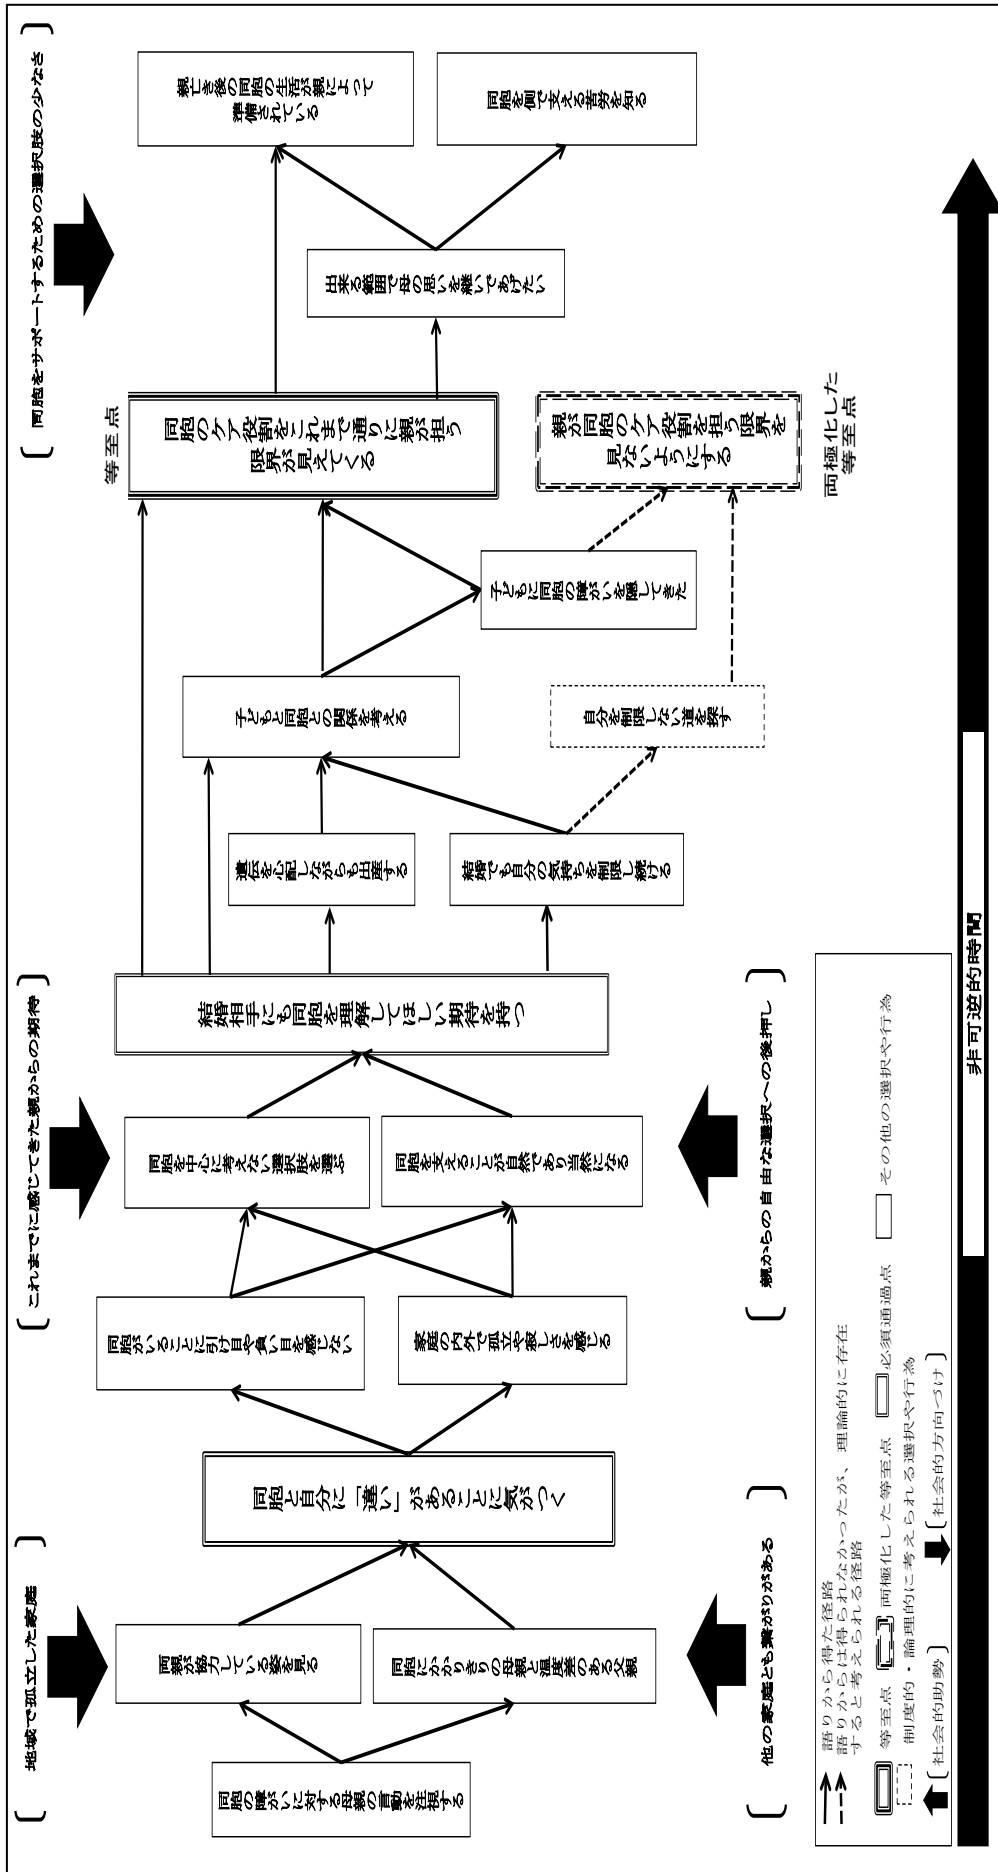 地域で孤立した家庭
これまでに感じてきた親からの期待
同胞をサポートするための選択肢の少なさ
同胞の障がいに対する母親の言動を注視する
両親が協力している姿を見る
同胞にかかりきりの母親と温度差のある父親
同胞と自分に「違い」があることに気がつく
同胞がいることに引け目や負い目を感じない
家庭の内外で孤立や寂しさを感じる
同胞を中心に考えない選択肢を選ぶ
同胞を支えることが自然であり当然になる
結婚相手にも同胞を理解してほしい期待を持つ
遺伝を心配しながらも出産する
結婚でも自分の気持ちを制限し続ける
子どもと同胞との関係を考える
自分を制限しない道を探す
子どもに同胞の障がいを隠してきた
等至点
同胞のケア役割をこれまで通りに親が担う
限界が見えてくる
親が同胞のケア役割を担う限界を
見ないようにする
両極化した
等至点
出来る範囲で母の思いを継いであげたい
親亡き後の同胞の生活が親によって
準備されている
同胞を側で支える苦労を知る
他の家庭とも繋がりがある
親からの自由な選択への後押し
語りから得た径路
語りからは得られなかったが、理論的に存在
すると考えられる径路
等至点 両極化した等至点 必須通過点 その他の選択や行為
制度的・論理的に考えられる選択や行為
社会的助勢 社会的方向づけ
非可逆的時間